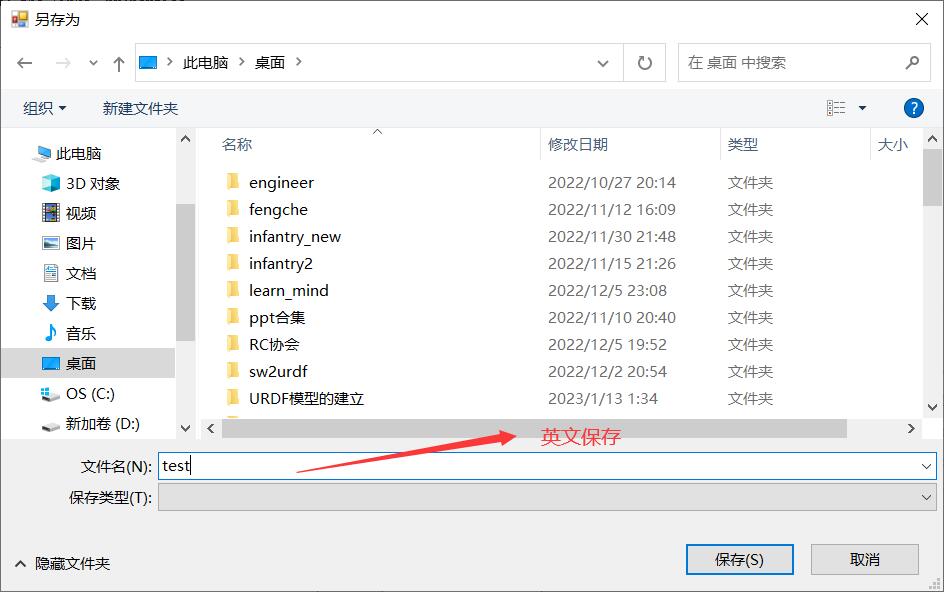 另存为
此电脑 桌面
在 桌面 中搜索
组织 新建文件夹
?
名称 修改日期 类型 大小
此电脑
3D 对象
视频
图片
文档
下载
音乐
桌面
OS (C:)
新加卷 (D:)
engineer 2022/10/27 20:14 文件夹
fengche 2022/11/12 16:09 文件夹
infantry_new 2022/11/30 21:48 文件夹
infantry2 2022/11/15 21:26 文件夹
learn_mind 2022/12/5 23:08 文件夹
ppt合集 2022/11/10 20:40 文件夹
RC协会 2022/12/5 19:52 文件夹
sw2urdf 2022/12/2 20:54 文件夹
URDF模型的建立 2023/1/13 1:34 文件夹
英文保存
文件名(N): test
保存类型(T):
隐藏文件夹
保存(S) 取消